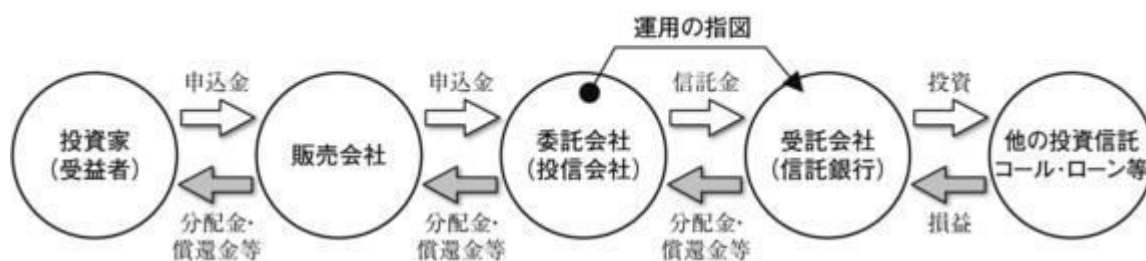 運用の指図
申込金
申込金
信託金
投資
投資家
(受益者)
販売会社
委託会社
(投信会社)
受託会社
(信託銀行)
他の投資信託
コール・ローン等
分配金・
償還金等
分配金・
償還金等
分配金・
償還金等
損益